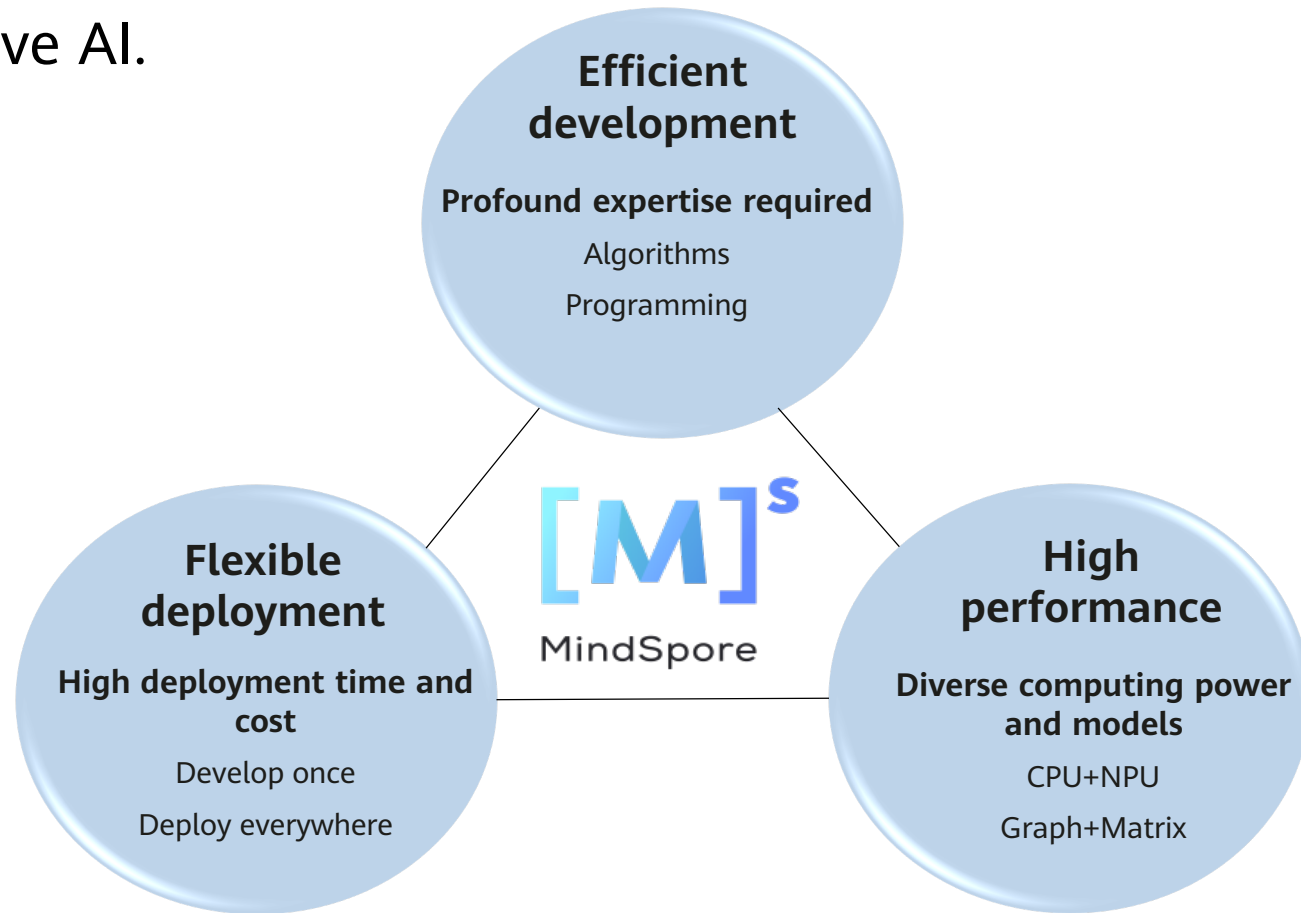 ve AI.
Efficient
development
Profound expertise required
Algorithms
Programming
[M]S
MindSpore
Flexible
deployment
High deployment time and
cost
Develop once
Deploy everywhere
High
performance
Diverse computing power
and models
CPU+NPU
Graph+Matrix